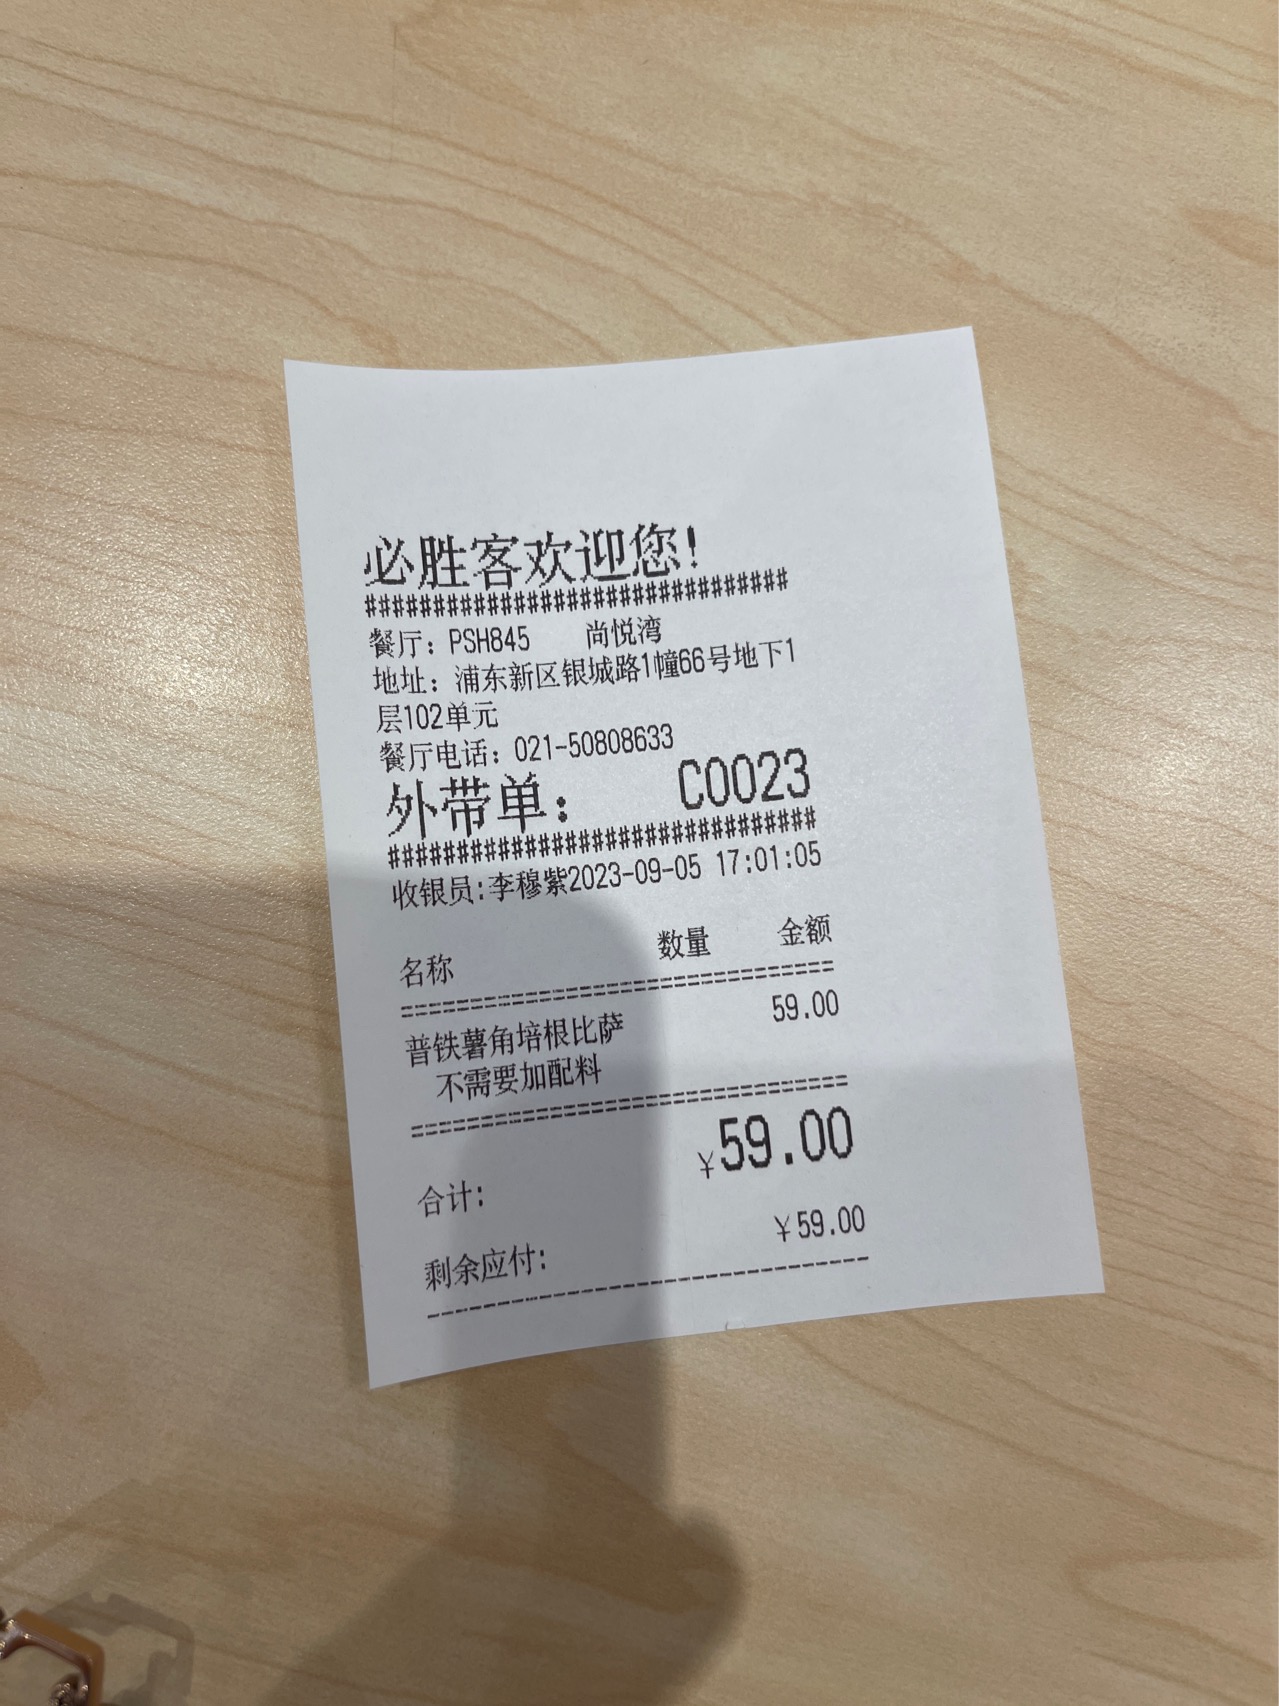 必胜客欢迎您!
################################
餐厅：PSH845 尚悦湾
地址：浦东新区银城路1幢66号地下1
层102单元
餐厅电话：021-50808633
外带单： C0023
################################
收银员:李穆紫2023-09-05 17:01:05
名称 数量 金额
================================
普铁薯角培根比萨 59.00
不需要加配料
================================
合计: ¥59.00
剩余应付: ¥59.00
--------------------------------